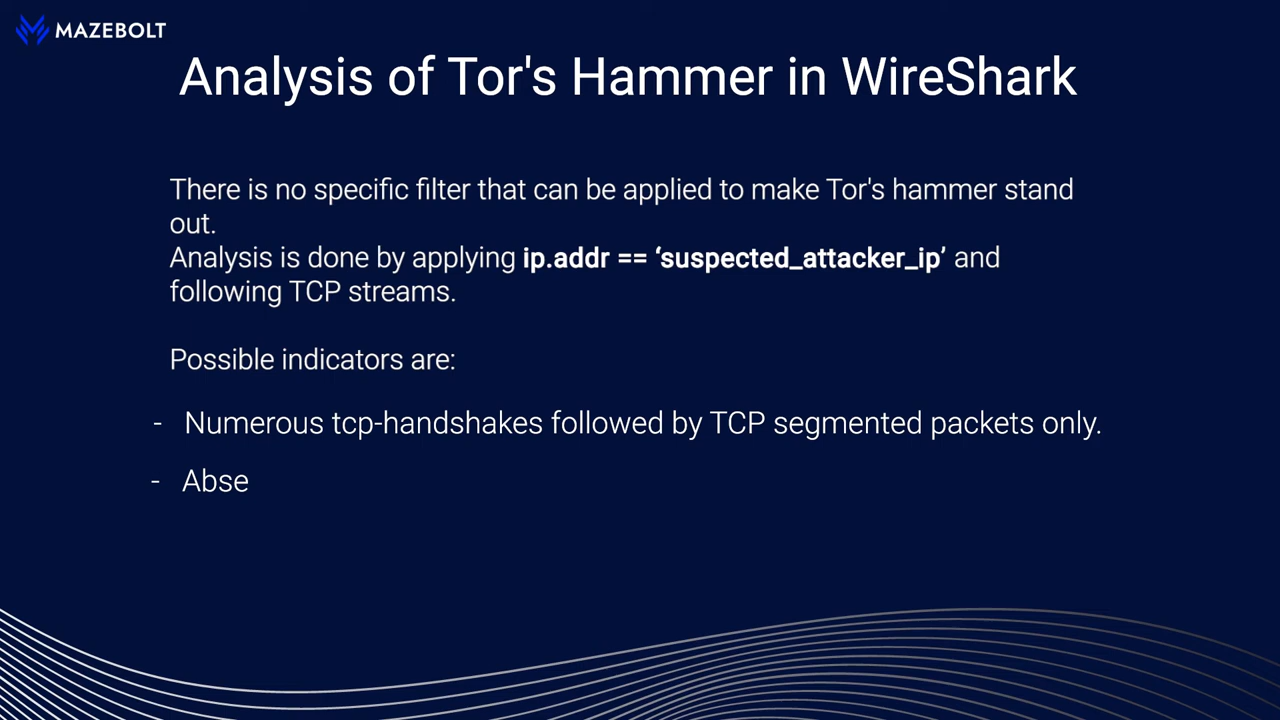 MAZEBOLT
Analysis of Tor's Hammer in WireShark
There is no specific filter that can be applied to make Tor's hammer stand
out.
Analysis is done by applying ip.addr == ‘suspected_attacker_ip’ and
following TCP streams.
Possible indicators are:
- Numerous tcp-handshakes followed by TCP segmented packets only.
- Abse